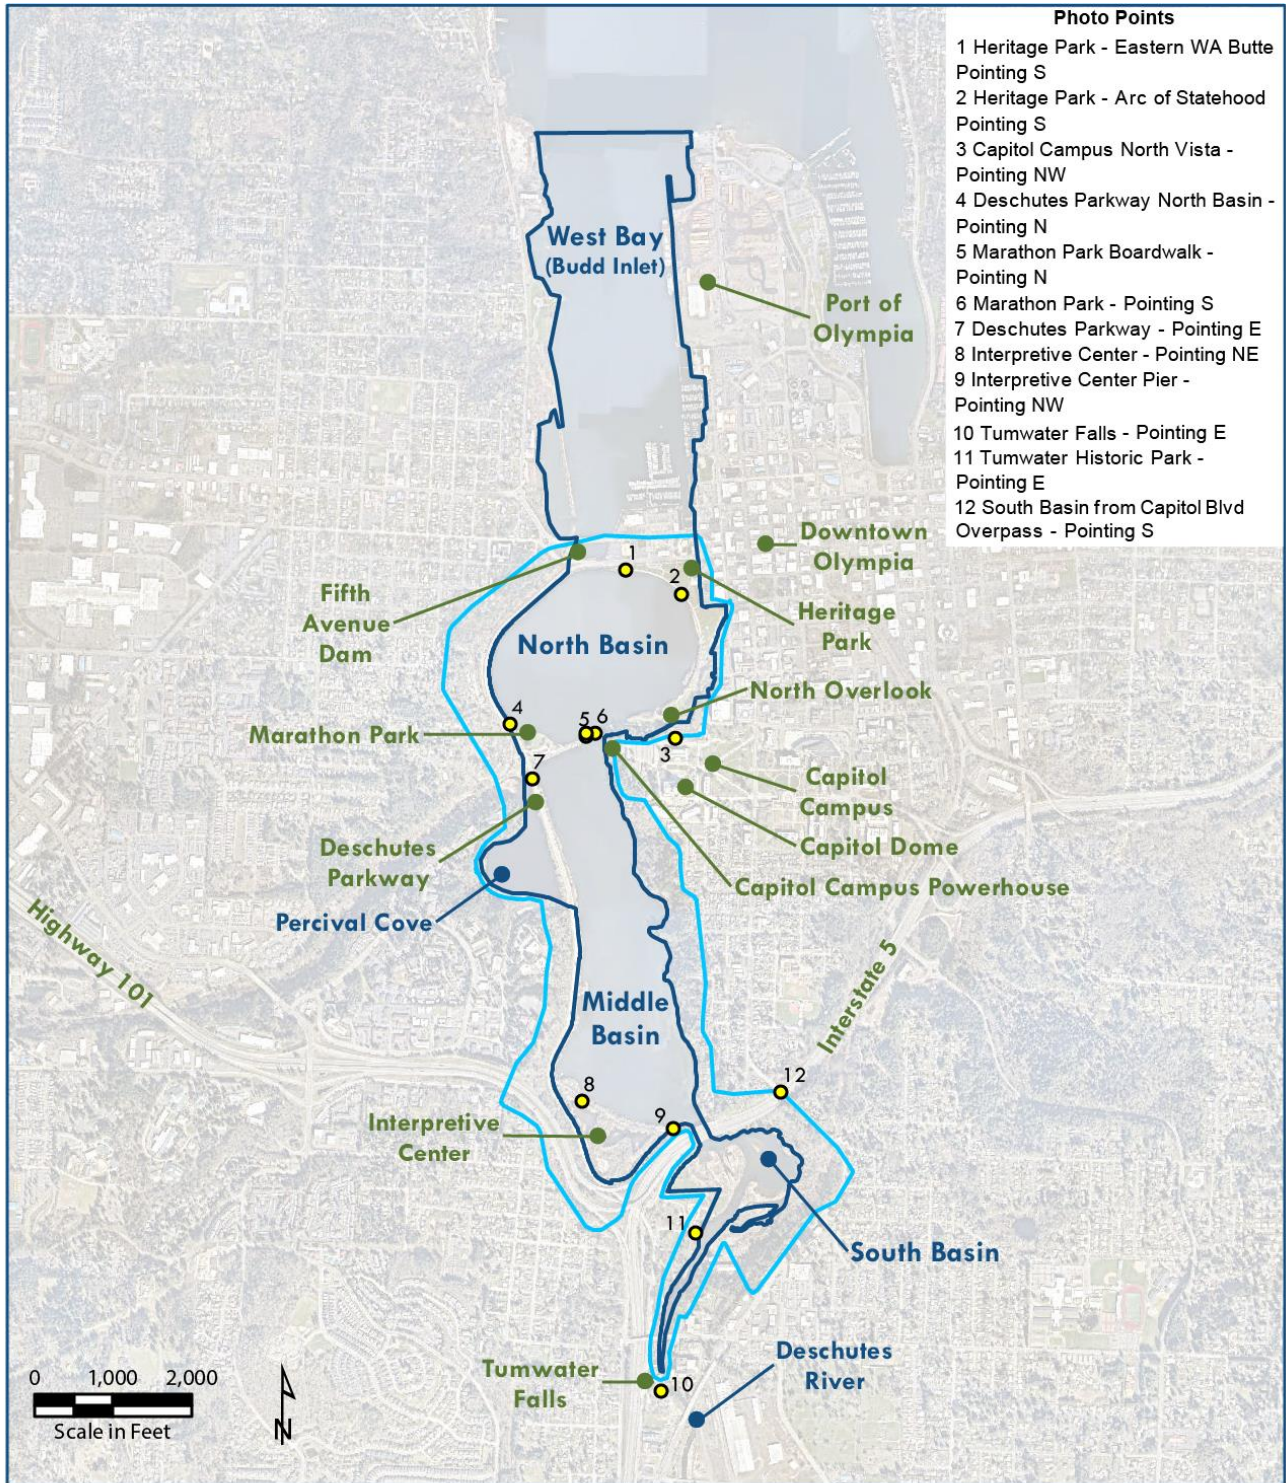 Photo Points
1 Heritage Park - Eastern WA Butte
Pointing S
2 Heritage Park - Arc of Statehood
Pointing S
3 Capitol Campus North Vista -
Pointing NW
4 Deschutes Parkway North Basin -
Pointing N
5 Marathon Park Boardwalk -
Pointing N
6 Marathon Park - Pointing S
7 Deschutes Parkway - Pointing E
8 Interpretive Center - Pointing NE
9 Interpretive Center Pier -
Pointing NW
10 Tumwater Falls - Pointing E
11 Tumwater Historic Park -
Pointing E
12 South Basin from Capitol Blvd
Overpass - Pointing S
West Bay
(Budd Inlet)
Port of
Olympia
Downtown
Olympia
1
2
Fifth
Avenue
Dam
Heritage
Park
North Basin
North Overlook
4
5
6
3
Marathon Park
7
Capitol
Campus
Deschutes
Parkway
Capitol Dome
Capitol Campus Powerhouse
Percival Cove
Highway 101
Interstate 5
Middle
Basin
8
12
9
Interpretive
Center
11
South Basin
Tumwater
Falls
10
Deschutes
River
0 1,000 2,000
Scale in Feet
N